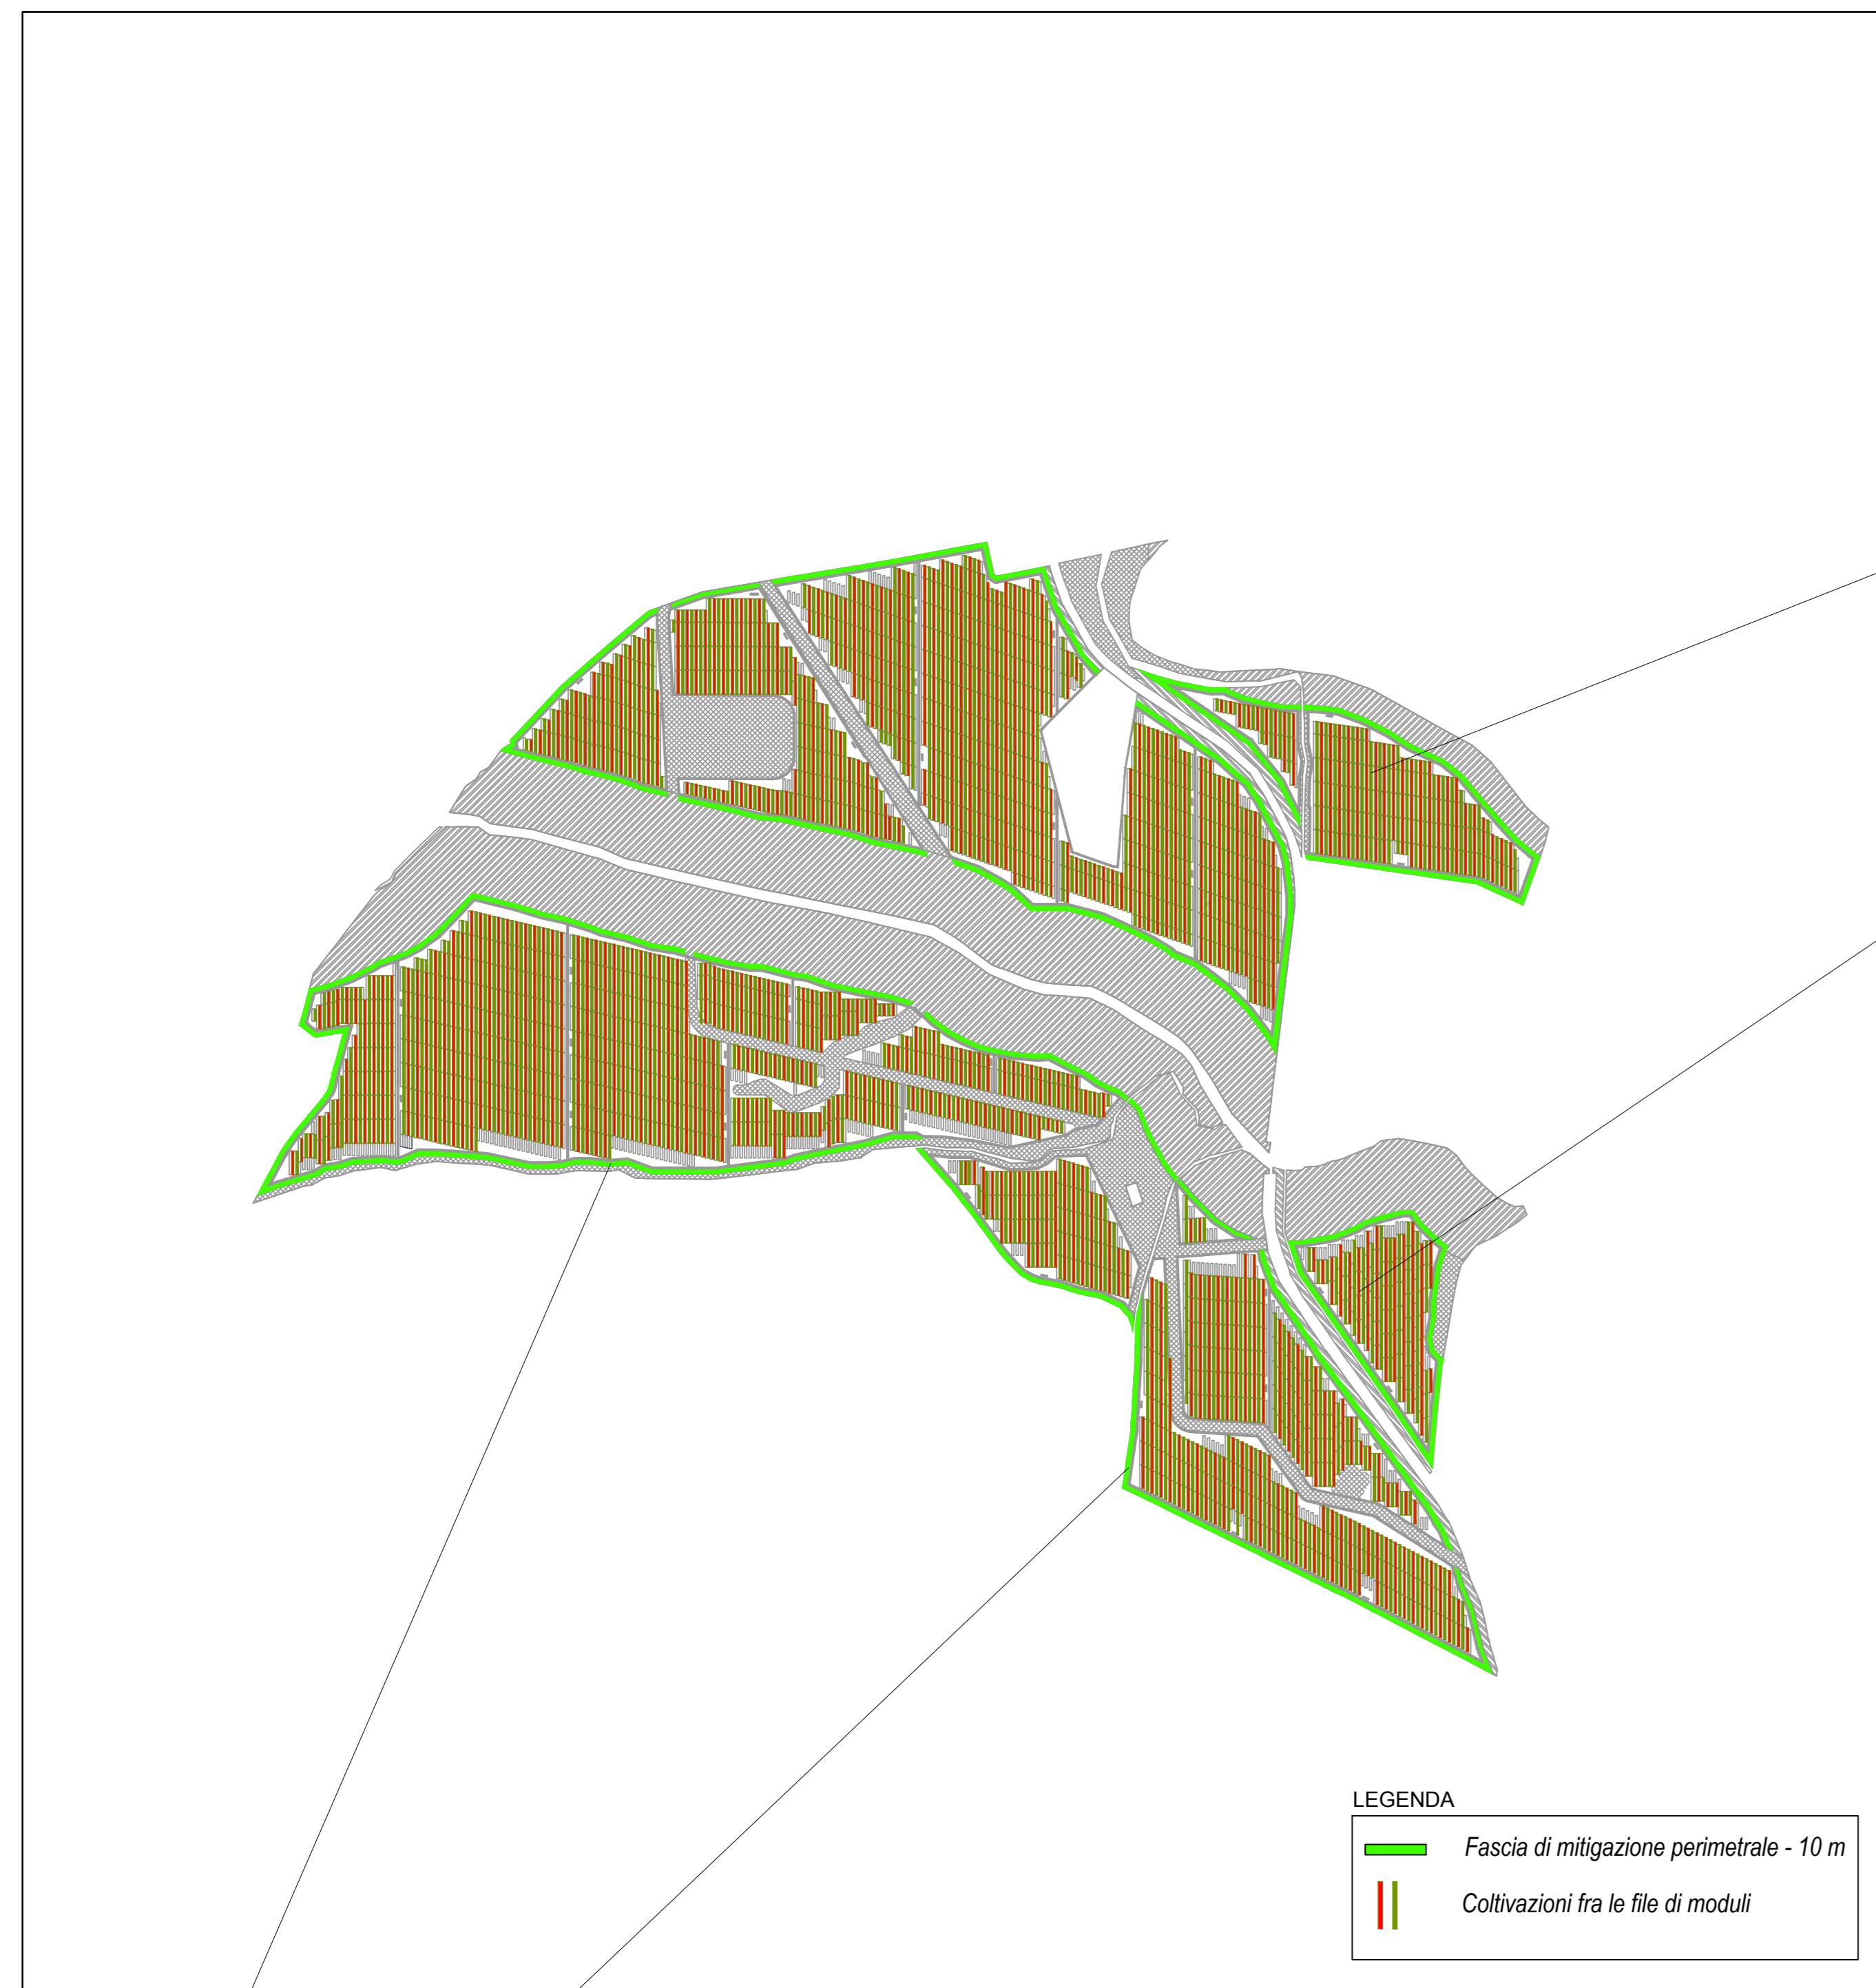 LEGENDA
Fascia di mitigazione perimetrale - 10 m
Coltivazioni fra le file di moduli